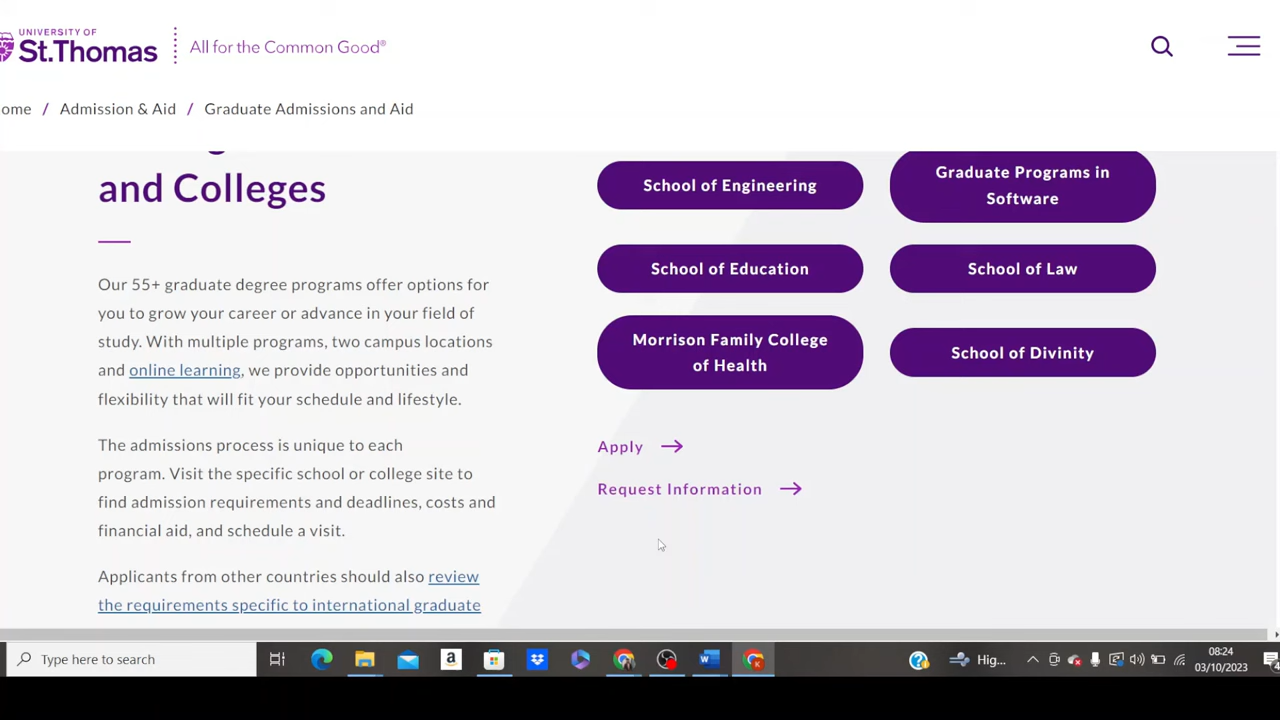 UNIVERSITY OF
St.Thomas
All for the Common Good®
ome / Admission & Aid / Graduate Admissions and Aid
and Colleges
Our 55+ graduate degree programs offer options for
you to grow your career or advance in your field of
study. With multiple programs, two campus locations
and online learning, we provide opportunities and
flexibility that will fit your schedule and lifestyle.
The admissions process is unique to each
program. Visit the specific school or college site to
find admission requirements and deadlines, costs and
financial aid, and schedule a visit.
Applicants from other countries should also review
the requirements specific to international graduate
School of Engineering
Graduate Programs in
Software
School of Education
School of Law
Morrison Family College
of Health
School of Divinity
Apply
Request Information
Type here to search
Hig...
08:24
03/10/2023